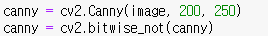 canny = cv2.Canny(image, 200, 250)
canny = cv2.bitwise_not(canny)